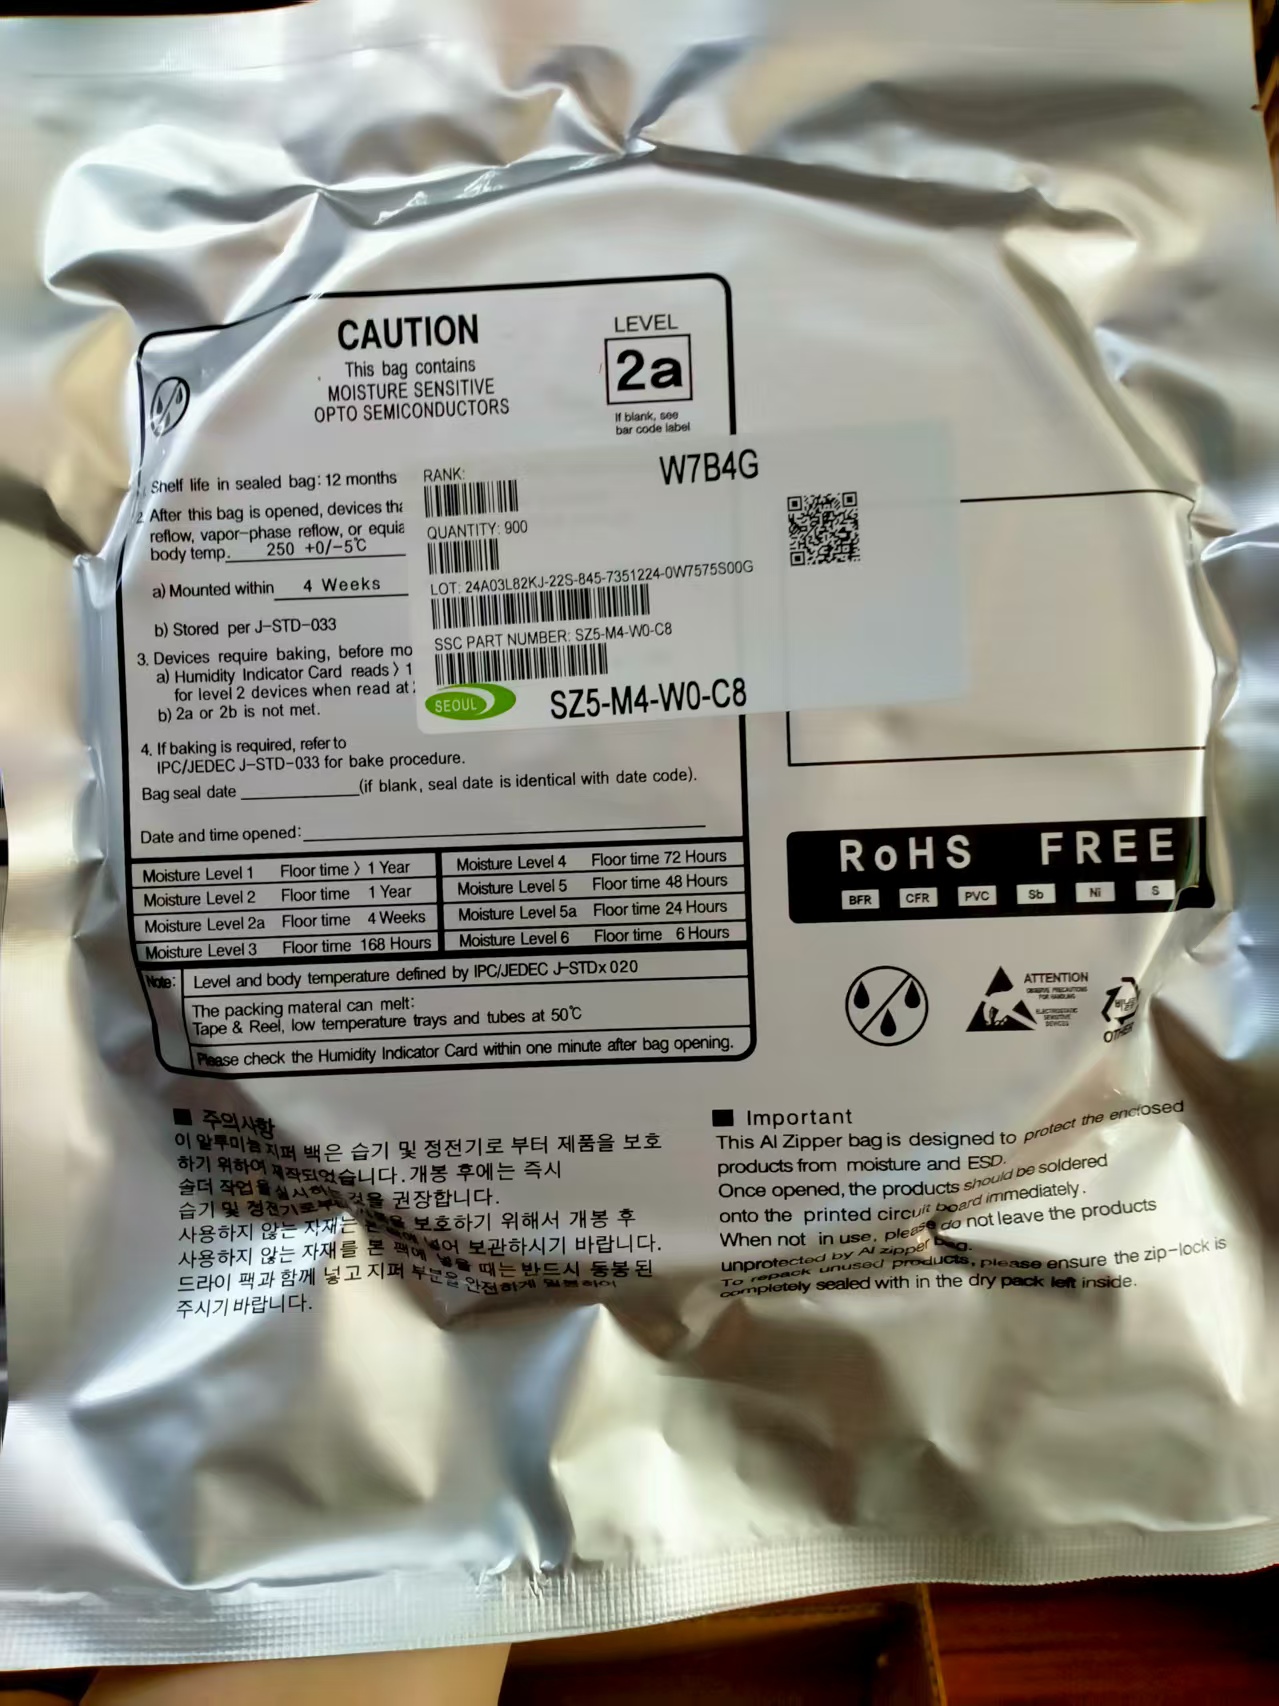 CAUTION
This bag contains
MOISTURE SENSITIVE
OPTO SEMICONDUCTORS
LEVEL
2a
If blank, see
bar code label
Shelf life in sealed bag: 12 months
2. After this bag is opened, devices tha
reflow, vapor-phase reflow, or equia
body temp. 250 +0/-5℃
a) Mounted within 4 Weeks
b) Stored per J-STD-033
3. Devices require baking, before mo
a) Humidity Indicator Card reads > 1
for level 2 devices when read at
b) 2a or 2b is not met.
4. If baking is required, refer to
IPC/JEDEC J-STD-033 for bake procedure.
Bag seal date (if blank, seal date is identical with date code).
Date and time opened:
RANK:
W7B4G
QUANTITY: 900
LOT: 24A03L82KJ-22S-845-7351224-0W7575S00G
SSC PART NUMBER: SZ5-M4-W0-C8
SEOUL
SZ5-M4-W0-C8
Moisture Level 1 Floor time > 1 Year
Moisture Level 2 Floor time 1 Year
Moisture Level 2a Floor time 4 Weeks
Moisture Level 3 Floor time 168 Hours
Moisture Level 4 Floor time 72 Hours
Moisture Level 5 Floor time 48 Hours
Moisture Level 5a Floor time 24 Hours
Moisture Level 6 Floor time 6 Hours
Note: Level and body temperature defined by IPC/JEDEC J-STDx 020
The packing materal can melt:
Tape & Reel, low temperature trays and tubes at 50℃
Please check the Humidity Indicator Card within one minute after bag opening.
RoHS FREE
BFR CFR PVC Sb Ni S
ATTENTION
OBSERVE PRECAUTIONS
FOR HANDLING
ELECTROSTATIC
SENSITIVE
DEVICES
OTHER
■ 주의사항
이 알루미늄 지퍼 백은 습기 및 정전기로 부터 제품을 보호
하기 위하여 제작되었습니다. 개봉 후에는 즉시
솔더 작업을 실시하는 것을 권장합니다.
습기 및 정전기로부터
사용하지 않는 자재는 보호하기 위해서 개봉 후
사용하지 않는 자재를 본 팩에 넣어 보관하시기 바랍니다.
드라이 팩과 함께 넣고 지퍼 부분을 안전하게 밀봉하여 넣을 때는 반드시 동봉 된
주시기 바랍니다.
■ Important
This Al Zipper bag is designed to protect the enclosed
products from moisture and ESD.
Once opened, the products should be soldered
onto the printed circuit board immediately.
When not in use, please do not leave the products
unprotected by Al zipper bag.
To repack unused products, please ensure the zip-lock is
completely sealed with in the dry pack left inside.